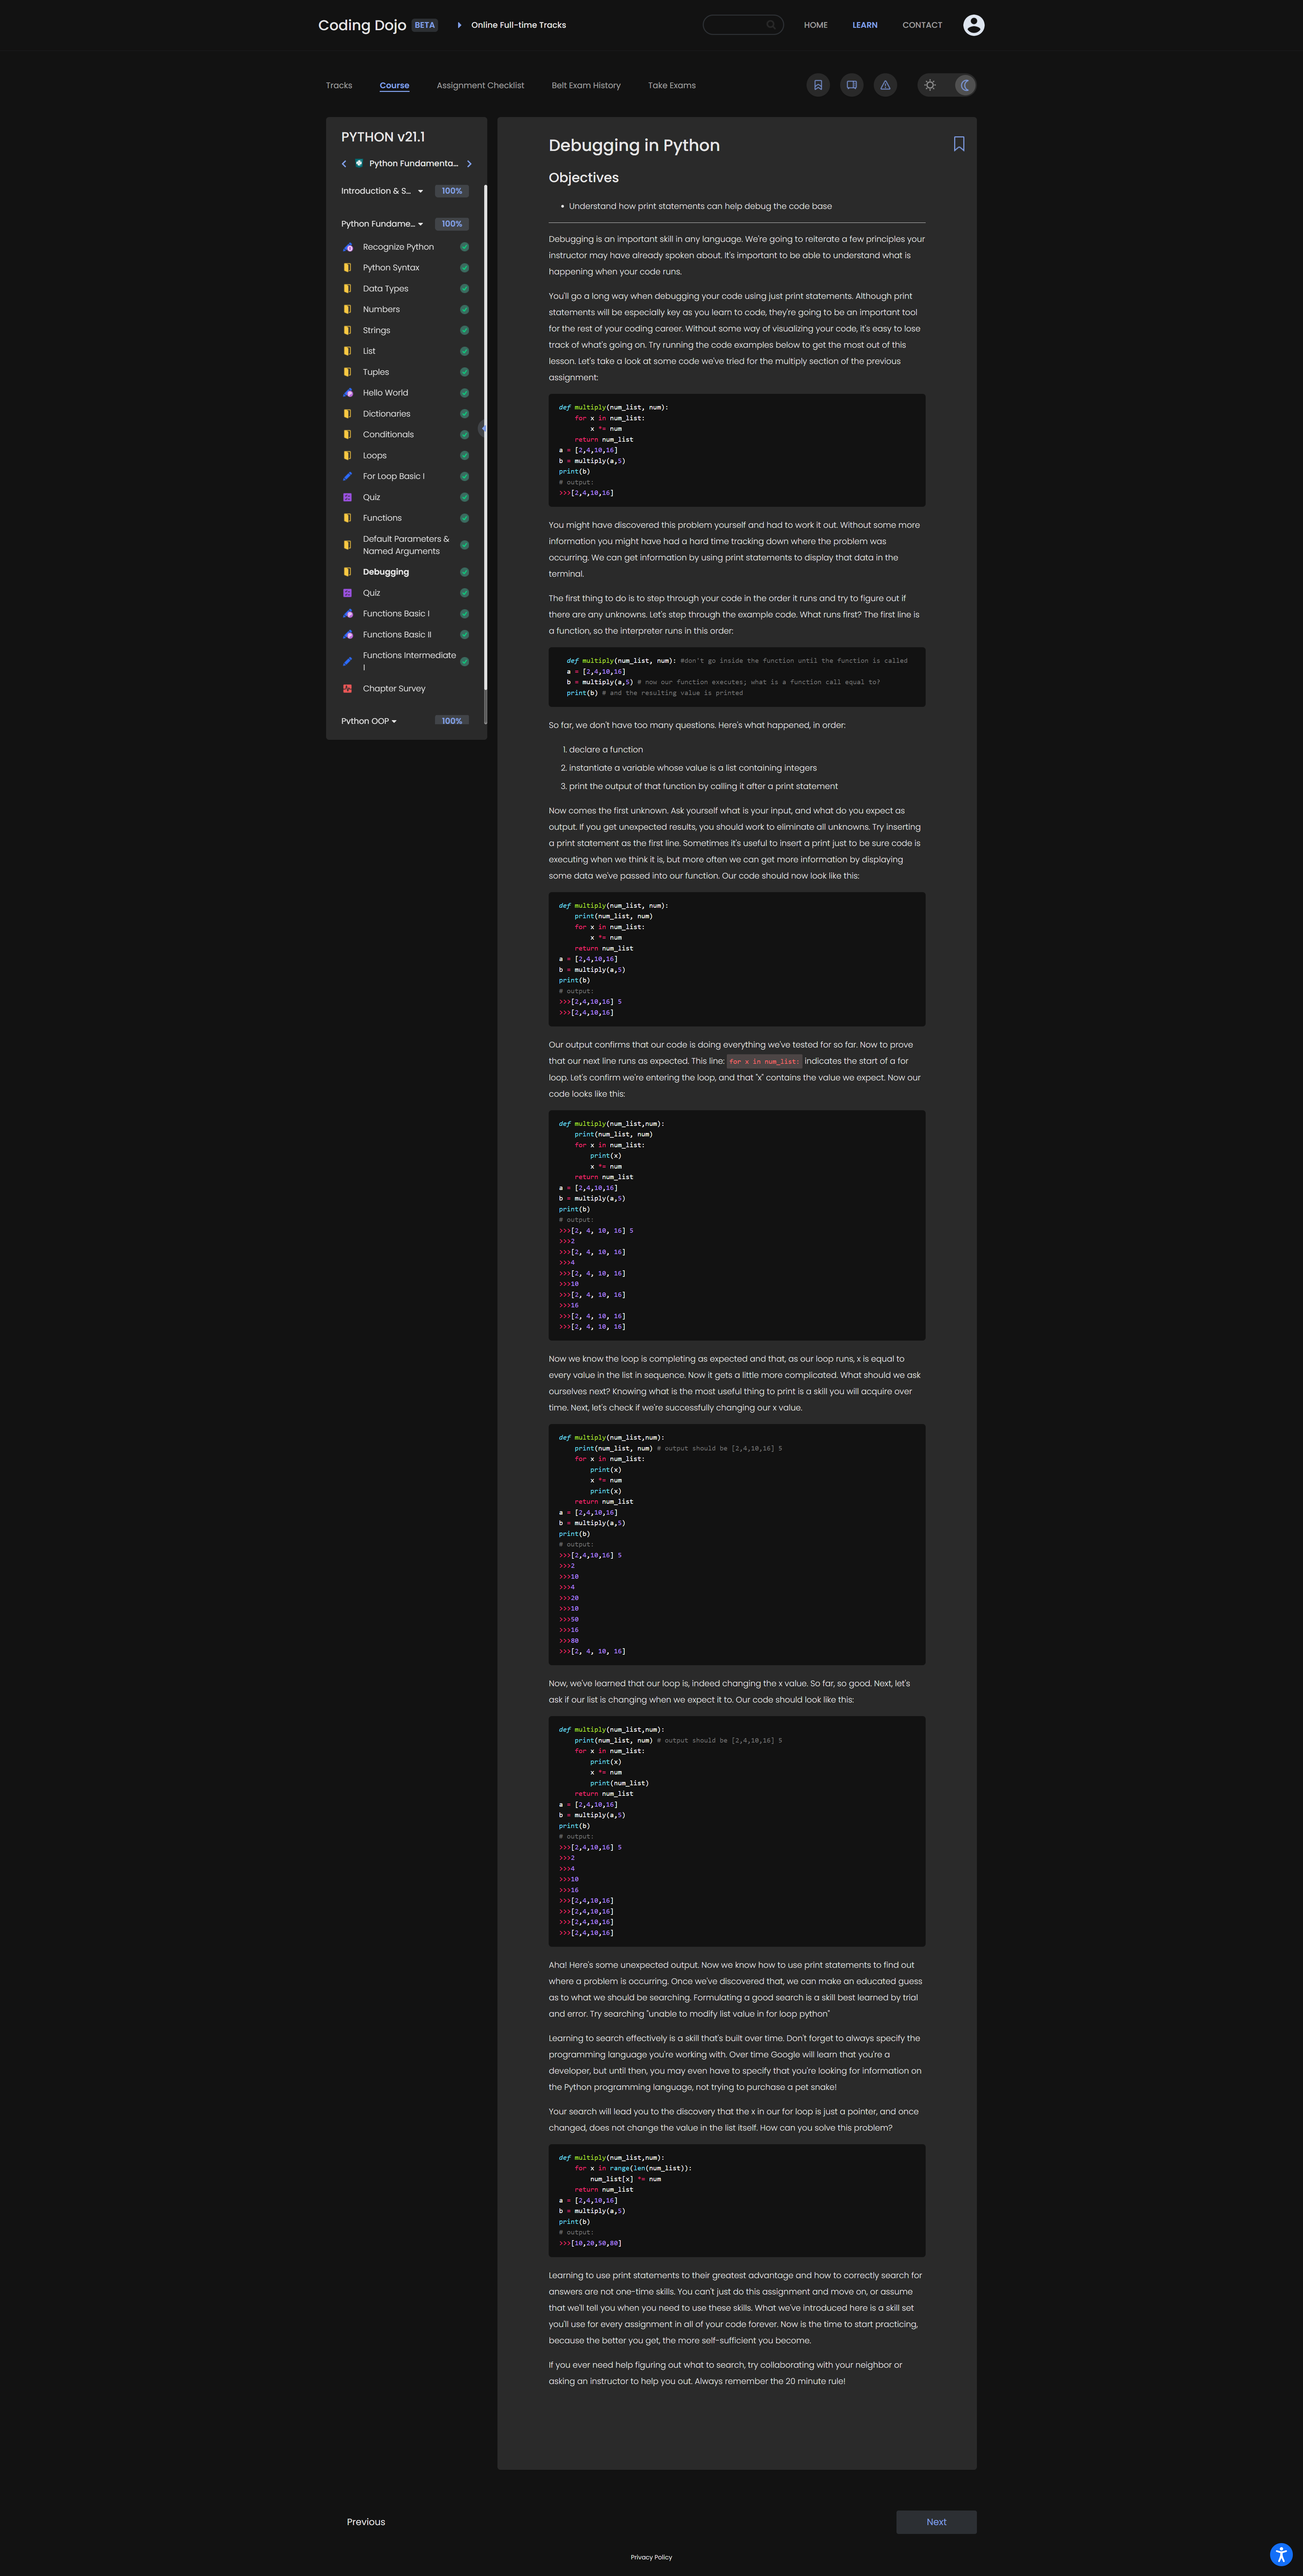 Coding Dojo BETA Online Full-time Tracks HOME LEARN CONTACT
Tracks Course Assignment Checklist Belt Exam History Take Exams
PYTHON v21.1
Python Fundamenta...
Introduction & S... 100%
Python Fundame... 100%
Recognize Python
Python Syntax
Data Types
Numbers
Strings
List
Tuples
Hello World
Dictionaries
Conditionals
Loops
For Loop Basic I
Quiz
Functions
Default Parameters &
Named Arguments
Debugging
Quiz
Functions Basic I
Functions Basic II
Functions Intermediate
I
Chapter Survey
Python OOP 100%
Debugging in Python
Objectives
• Understand how print statements can help debug the code base
Debugging is an important skill in any language. We're going to reiterate a few principles your
instructor may have already spoken about. It's important to be able to understand what is
happening when your code runs.
You'll go a long way when debugging your code using just print statements. Although print
statements will be especially key as you learn to code, they're going to be an important tool
for the rest of your coding career. Without some way of visualizing your code, it's easy to lose
track of what's going on. Try running the code examples below to get the most out of this
lesson. Let's take a look at some code we've tried for the multiply section of the previous
assignment:
def multiply(num_list, num):
    for x in num_list:
        x *= num
    return num_list
a = [2,4,10,16]
b = multiply(a,5)
print(b)
# output:
>>>[2,4,10,16]
You might have discovered this problem yourself and had to work it out. Without some more
information you might have had a hard time tracking down where the problem was
occurring. We can get information by using print statements to display that data in the
terminal.
The first thing to do is to step through your code in the order it runs and try to figure out if
there are any unknowns. Let's step through the example code. What runs first? The first line is
a function, so the interpreter runs in this order:
def multiply(num_list, num): #don't go inside the function until the function is called
a = [2,4,10,16]
b = multiply(a,5) # now our function executes; what is a function call equal to?
print(b) # and the resulting value is printed
So far, we don't have too many questions. Here's what happened, in order:
1. declare a function
2. instantiate a variable whose value is a list containing integers
3. print the output of that function by calling it after a print statement
Now comes the first unknown. Ask yourself what is your input, and what do you expect as
output. If you get unexpected results, you should work to eliminate all unknowns. Try inserting
a print statement as the first line. Sometimes it's useful to insert a print just to be sure code is
executing when we think it is, but more often we can get more information by displaying
some data we've passed into our function. Our code should now look like this:
def multiply(num_list, num):
    print(num_list, num)
    for x in num_list:
        x *= num
    return num_list
a = [2,4,10,16]
b = multiply(a,5)
print(b)
# output:
>>>[2,4,10,16] 5
>>>[2,4,10,16]
Our output confirms that our code is doing everything we've tested for so far. Now to prove
that our next line runs as expected. This line: for x in num_list: indicates the start of a for
loop. Let's confirm we're entering the loop, and that "x" contains the value we expect. Now our
code looks like this:
def multiply(num_list,num):
    print(num_list, num)
    for x in num_list:
        print(x)
        x *= num
    return num_list
a = [2,4,10,16]
b = multiply(a,5)
print(b)
# output:
>>>[2, 4, 10, 16] 5
>>>2
>>>[2, 4, 10, 16]
>>>4
>>>[2, 4, 10, 16]
>>>10
>>>[2, 4, 10, 16]
>>>16
>>>[2, 4, 10, 16]
>>>[2, 4, 10, 16]
Now we know the loop is completing as expected and that, as our loop runs, x is equal to
every value in the list in sequence. Now it gets a little more complicated. What should we ask
ourselves next? Knowing what is the most useful thing to print is a skill you will acquire over
time. Next, let's check if we're successfully changing our x value.
def multiply(num_list,num):
    print(num_list, num) # output should be [2,4,10,16] 5
    for x in num_list:
        print(x)
        x *= num
        print(x)
    return num_list
a = [2,4,10,16]
b = multiply(a,5)
print(b)
# output:
>>>[2,4,10,16] 5
>>>2
>>>10
>>>4
>>>20
>>>10
>>>50
>>>16
>>>80
>>>[2, 4, 10, 16]
Now, we've learned that our loop is, indeed changing the x value. So far, so good. Next, let's
ask if our list is changing when we expect it to. Our code should look like this:
def multiply(num_list,num):
    print(num_list, num) # output should be [2,4,10,16] 5
    for x in num_list:
        print(x)
        x *= num
        print(num_list)
    return num_list
a = [2,4,10,16]
b = multiply(a,5)
print(b)
# output:
>>>[2,4,10,16] 5
>>>2
>>>4
>>>10
>>>16
>>>[2,4,10,16]
>>>[2,4,10,16]
>>>[2,4,10,16]
>>>[2,4,10,16]
Aha! Here's some unexpected output. Now we know how to use print statements to find out
where a problem is occurring. Once we've discovered that, we can make an educated guess
as to what we should be searching. Formulating a good search is a skill best learned by trial
and error. Try searching "unable to modify list value in for loop python"
Learning to search effectively is a skill that's built over time. Don't forget to always specify the
programming language you're working with. Over time Google will learn that you're a
developer, but until then, you may even have to specify that you're looking for information on
the Python programming language, not trying to purchase a pet snake!
Your search will lead you to the discovery that the x in our for loop is just a pointer, and once
changed, does not change the value in the list itself. How can you solve this problem?
def multiply(num_list,num):
    for x in range(len(num_list)):
        num_list[x] *= num
    return num_list
a = [2,4,10,16]
b = multiply(a,5)
print(b)
# output:
>>>[10,20,50,80]
Learning to use print statements to their greatest advantage and how to correctly search for
answers are not one-time skills. You can't just do this assignment and move on, or assume
that we'll tell you when you need to use these skills. What we've introduced here is a skill set
you'll use for every assignment in all of your code forever. Now is the time to start practicing,
because the better you get, the more self-sufficient you become.
If you ever need help figuring out what to search, try collaborating with your neighbor or
asking an instructor to help you out. Always remember the 20 minute rule!
Previous Next
Privacy Policy